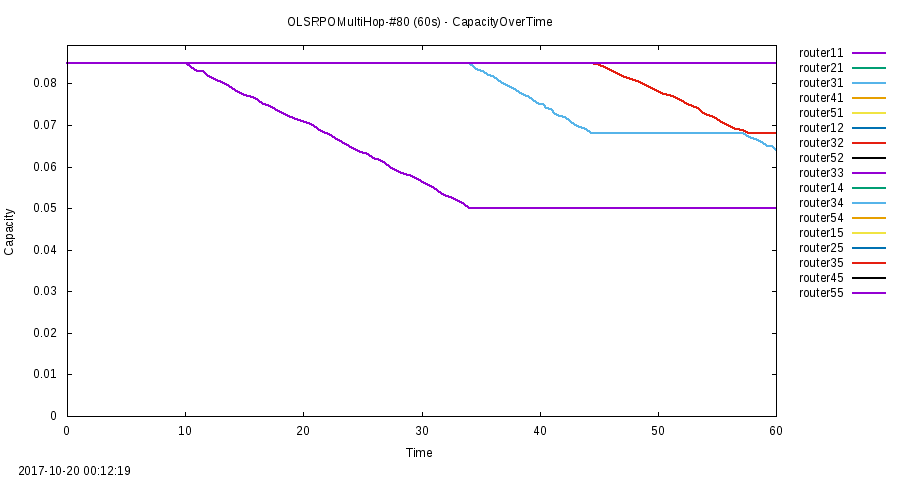 OLSRPOMultiHop-#80 (60s) - CapacityOverTime
router11
router21
router31
router41
router51
router12
router32
router52
router33
router14
router34
router54
router15
router25
router35
router45
router55
0.08
0.07
0.06
0.05
0.04
0.03
0.02
0.01
0
Capacity
0 10 20 30 40 50 60
Time
2017-10-20 00:12:19